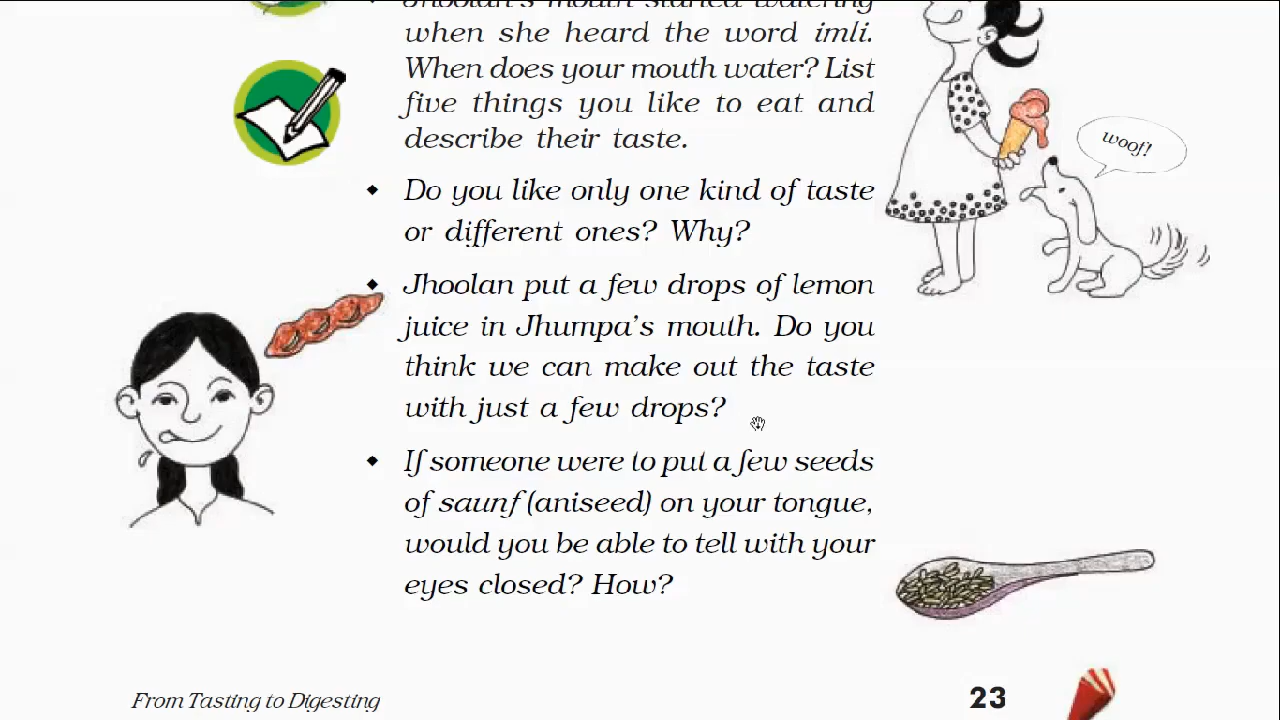 Jhoolan's mouth started watering
when she heard the word imli.
When does your mouth water? List
five things you like to eat and
describe their taste.
woof!
◆ Do you like only one kind of taste
or different ones? Why?
◆ Jhoolan put a few drops of lemon
juice in Jhumpa's mouth. Do you
think we can make out the taste
with just a few drops?
◆ If someone were to put a few seeds
of saunf (aniseed) on your tongue,
would you be able to tell with your
eyes closed? How?
From Tasting to Digesting
23